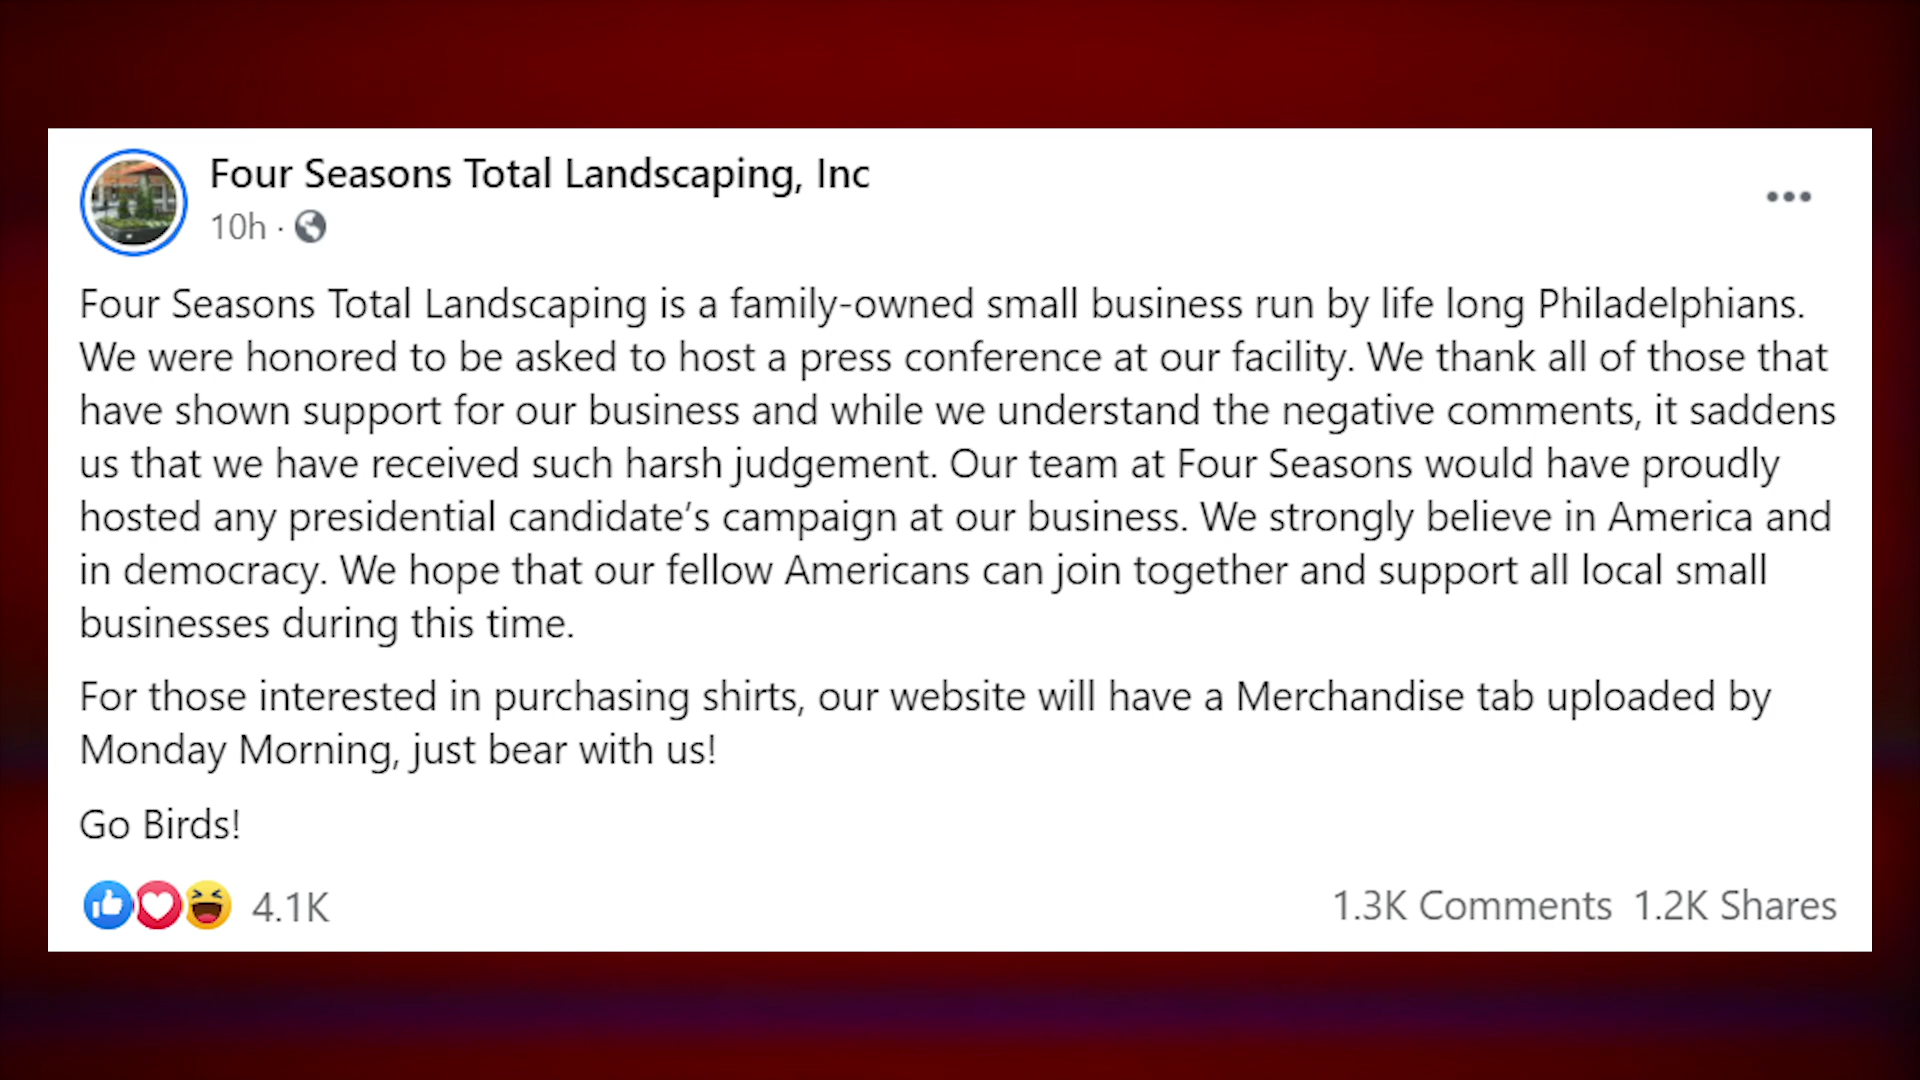 Four Seasons Total Landscaping, Inc
10h ·
Four Seasons Total Landscaping is a family-owned small business run by life long Philadelphians.
We were honored to be asked to host a press conference at our facility. We thank all of those that
have shown support for our business and while we understand the negative comments, it saddens
us that we have received such harsh judgement. Our team at Four Seasons would have proudly
hosted any presidential candidate’s campaign at our business. We strongly believe in America and
in democracy. We hope that our fellow Americans can join together and support all local small
businesses during this time.
For those interested in purchasing shirts, our website will have a Merchandise tab uploaded by
Monday Morning, just bear with us!
Go Birds!
4.1K
1.3K Comments 1.2K Shares